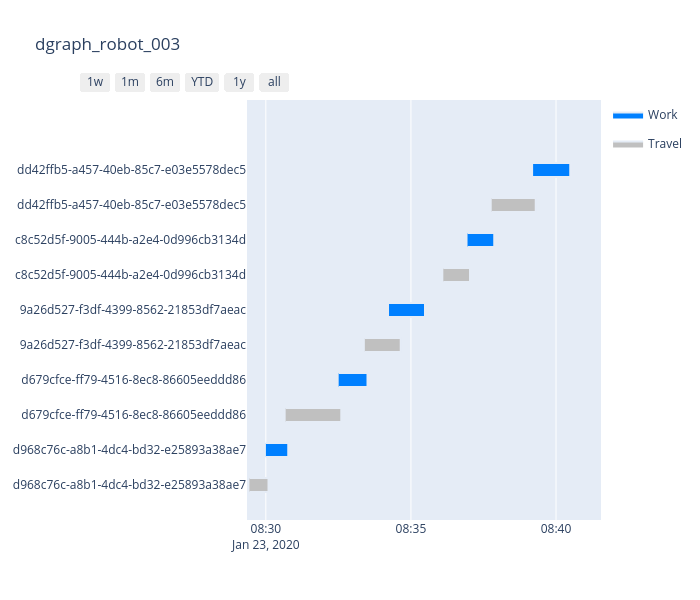 dgraph_robot_003
1w 1m 6m YTD 1y all
Work
Travel
dd42ffb5-a457-40eb-85c7-e03e5578dec5
dd42ffb5-a457-40eb-85c7-e03e5578dec5
c8c52d5f-9005-444b-a2e4-0d996cb3134d
c8c52d5f-9005-444b-a2e4-0d996cb3134d
9a26d527-f3df-4399-8562-21853df7aeac
9a26d527-f3df-4399-8562-21853df7aeac
d679cfce-ff79-4516-8ec8-86605eeddd86
d679cfce-ff79-4516-8ec8-86605eeddd86
d968c76c-a8b1-4dc4-bd32-e25893a38ae7
d968c76c-a8b1-4dc4-bd32-e25893a38ae7
08:30 08:35 08:40
Jan 23, 2020